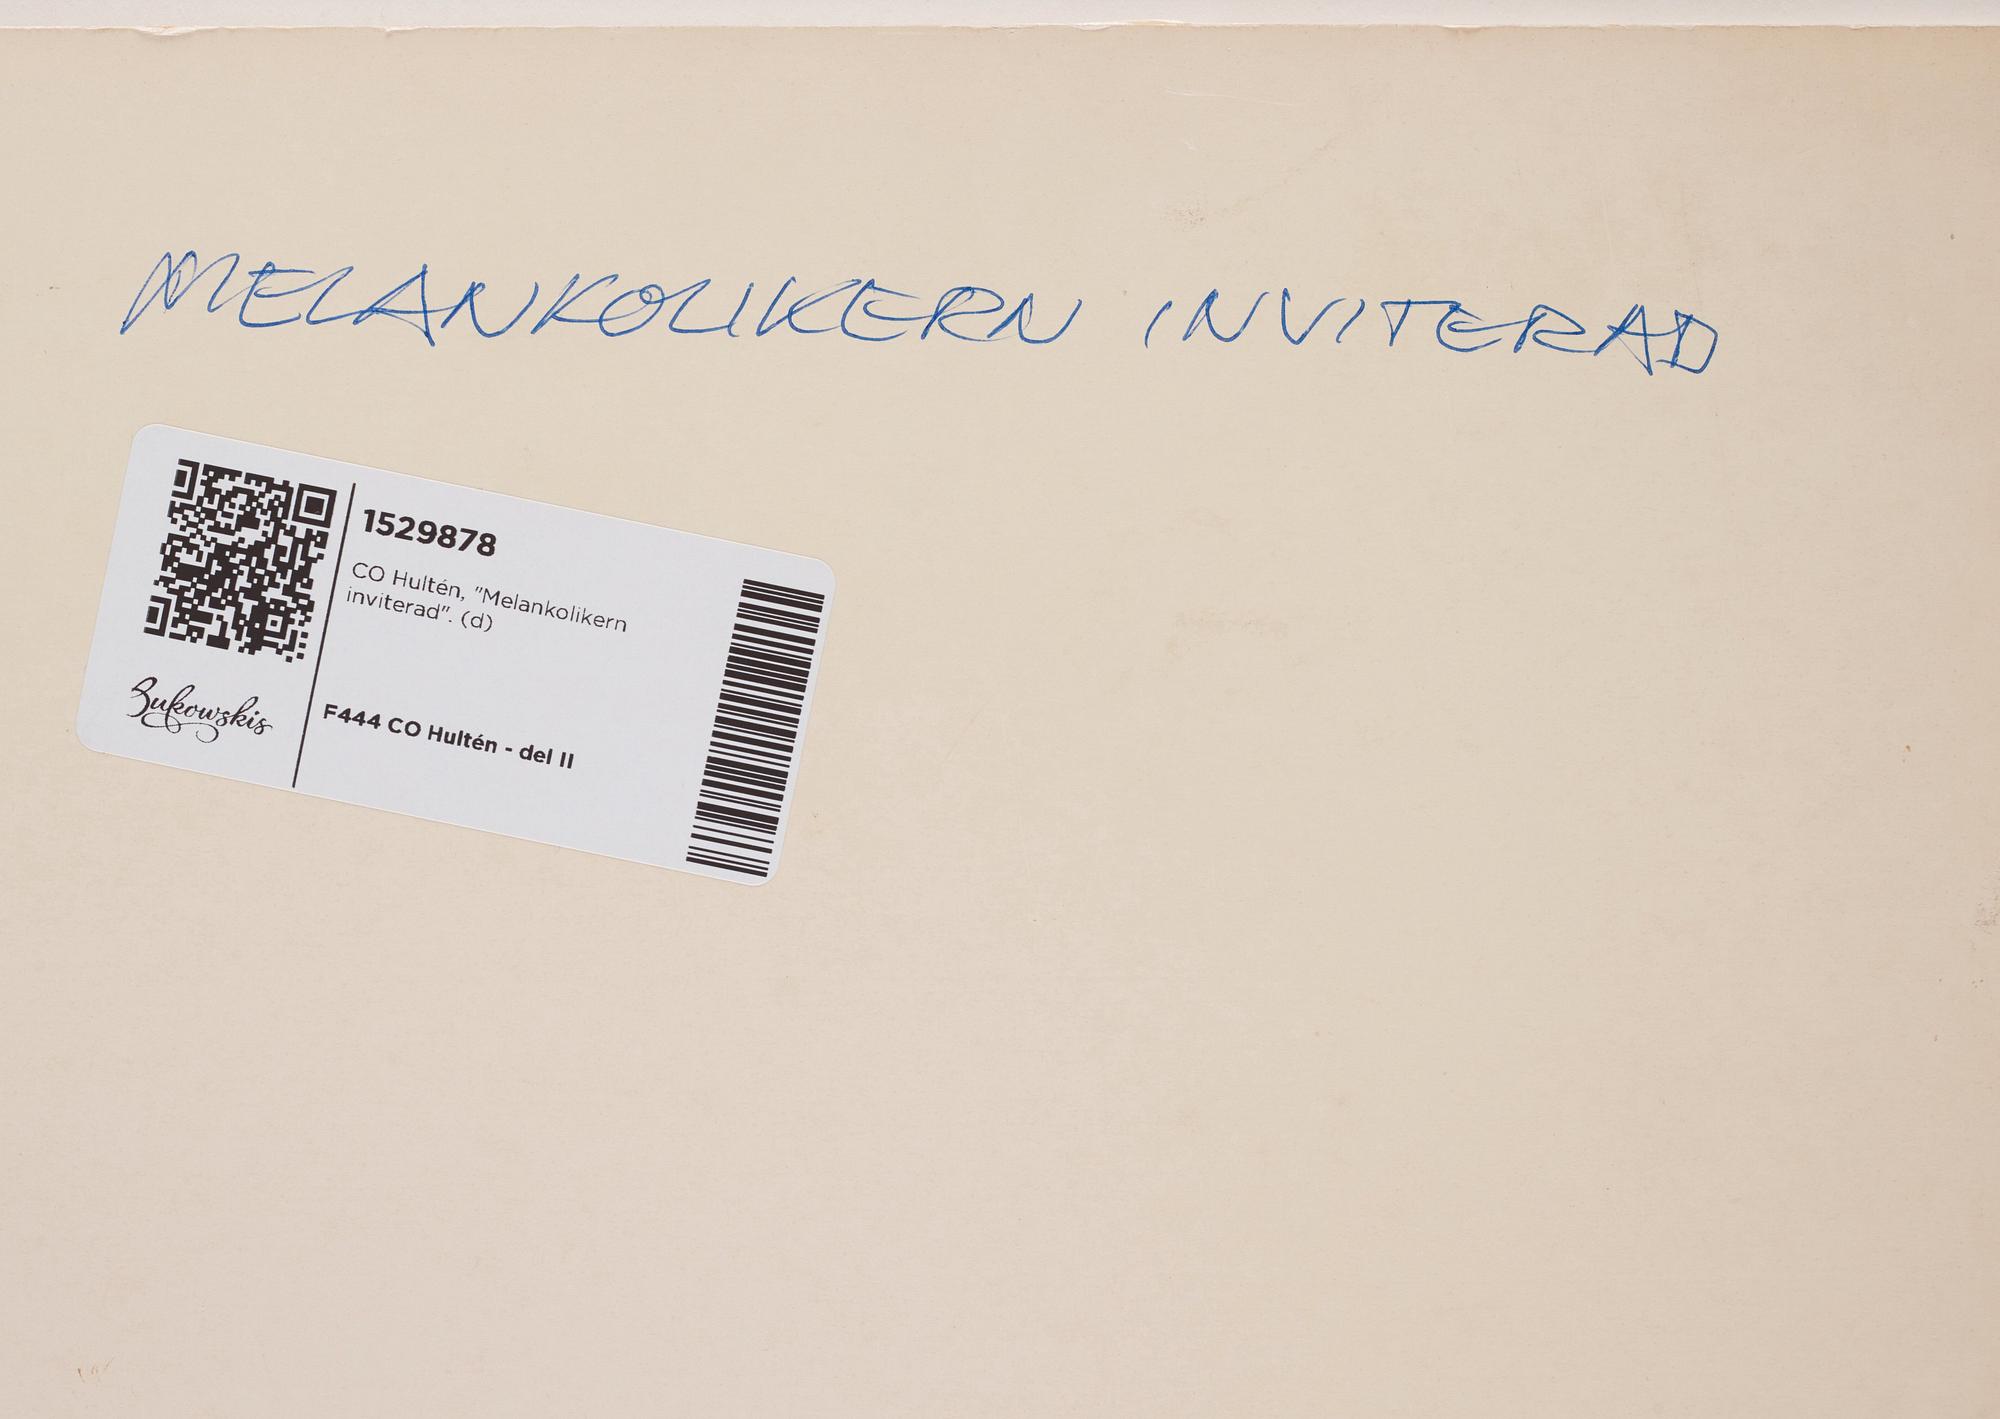 MELANKOLIKERN INVITERAD
1529878
CO Hultén, "Melankolikern
inviterad". (d)
Bukowskis
F444 CO Hultén - del II